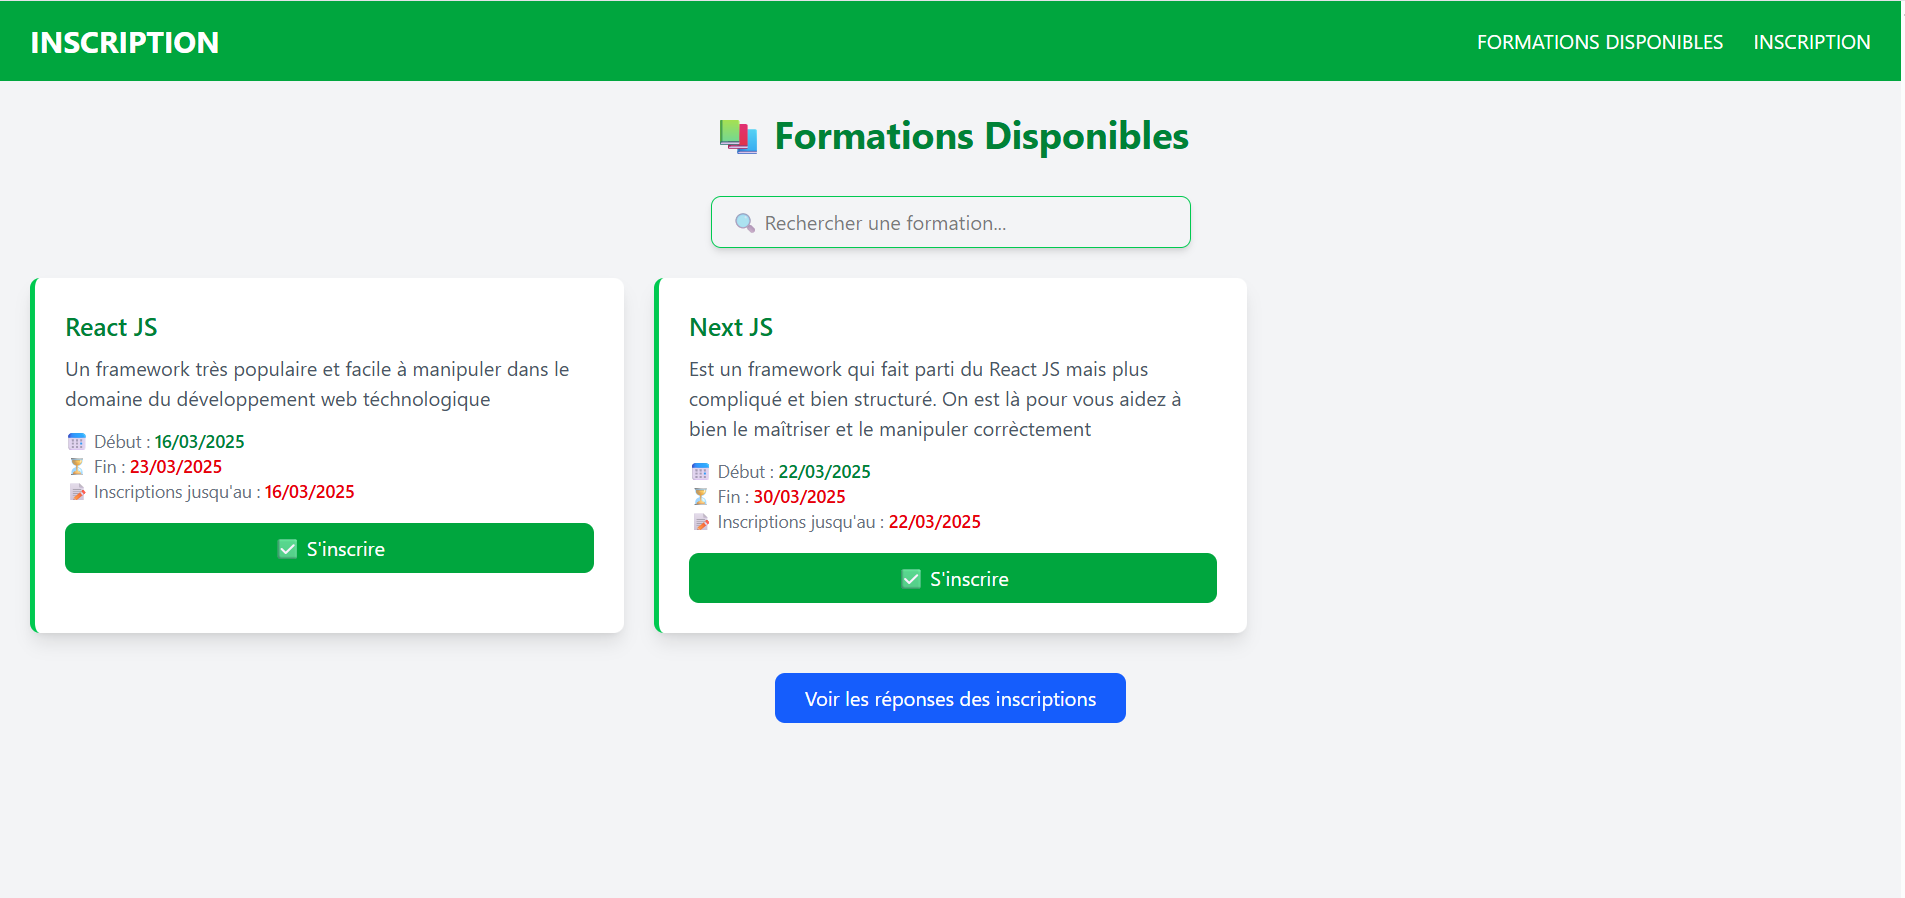 INSCRIPTION
FORMATIONS DISPONIBLES
INSCRIPTION
Formations Disponibles
Rechercher une formation...
React JS
Un framework très populaire et facile à manipuler dans le
domaine du développement web téchnologique
Début : 16/03/2025
Fin : 23/03/2025
Inscriptions jusqu'au : 16/03/2025
S'inscrire
Next JS
Est un framework qui fait parti du React JS mais plus
compliqué et bien structuré. On est là pour vous aidez à
bien le maîtriser et le manipuler corrèctement
Début : 22/03/2025
Fin : 30/03/2025
Inscriptions jusqu'au : 22/03/2025
S'inscrire
Voir les réponses des inscriptions